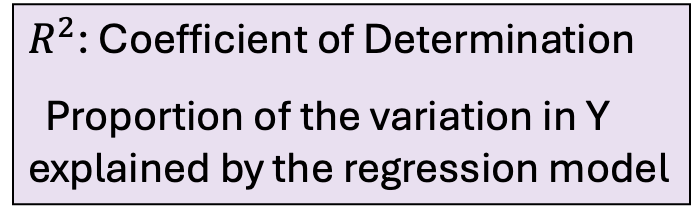 R²: Coefficient of Determination
Proportion of the variation in Y
explained by the regression model